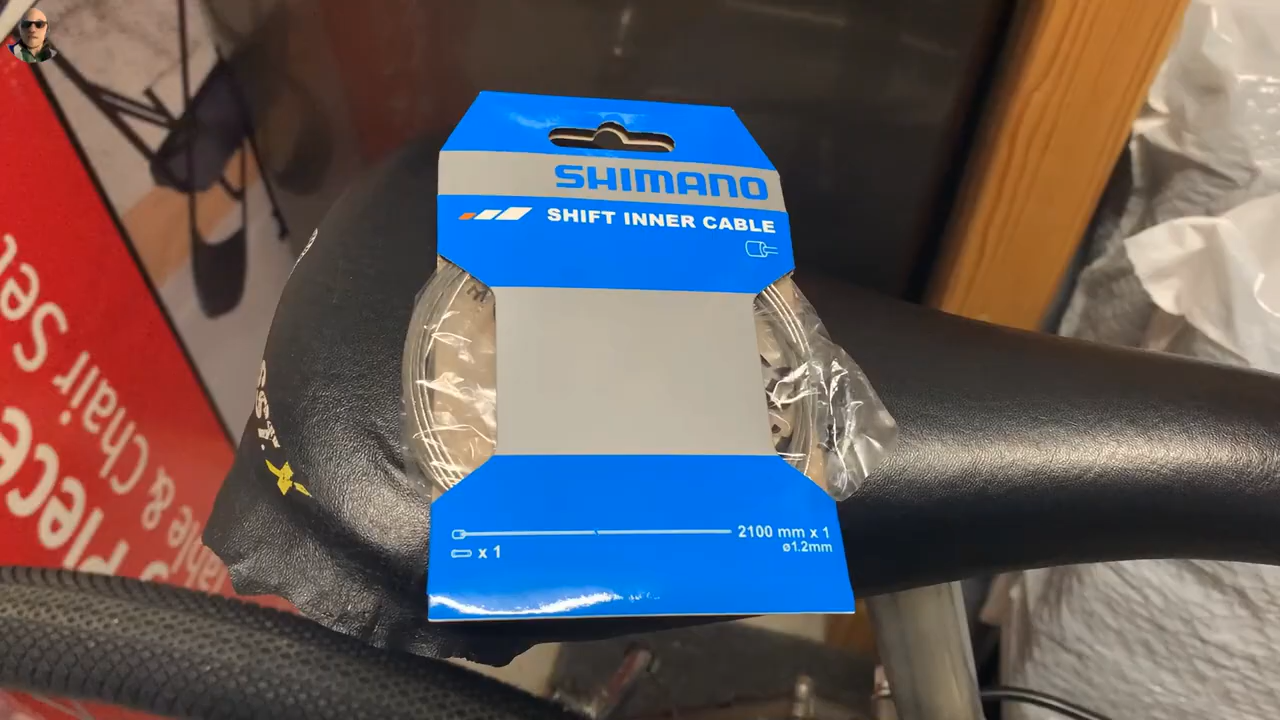 SHIMANO
SHIFT INNER CABLE
2100 mm x 1
ø1.2mm
x 1
Piece
Table & Chair Set